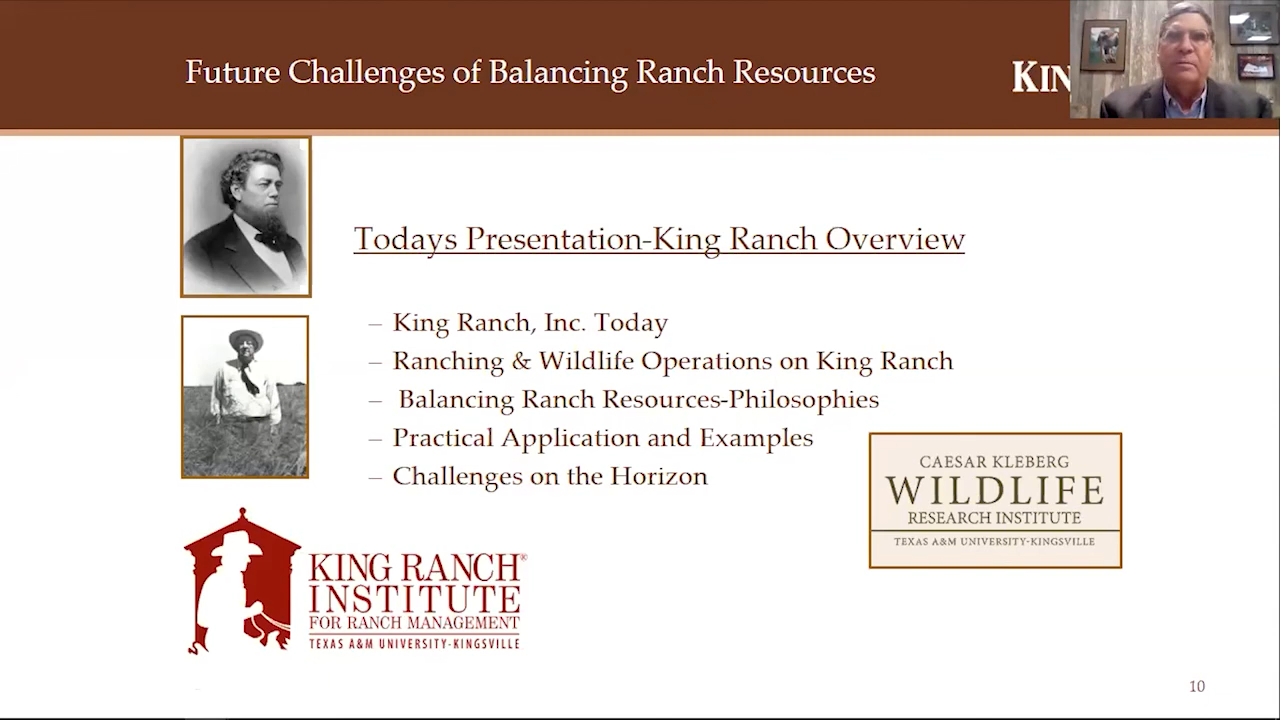 Future Challenges of Balancing Ranch Resources
KIN
Todays Presentation-King Ranch Overview
– King Ranch, Inc. Today
– Ranching & Wildlife Operations on King Ranch
– Balancing Ranch Resources-Philosophies
– Practical Application and Examples
– Challenges on the Horizon
CAESAR KLEBERG
WILDLIFE
RESEARCH INSTITUTE
TEXAS A&M UNIVERSITY-KINGSVILLE
KING RANCH®
INSTITUTE
FOR RANCH MANAGEMENT
TEXAS A&M UNIVERSITY-KINGSVILLE
10